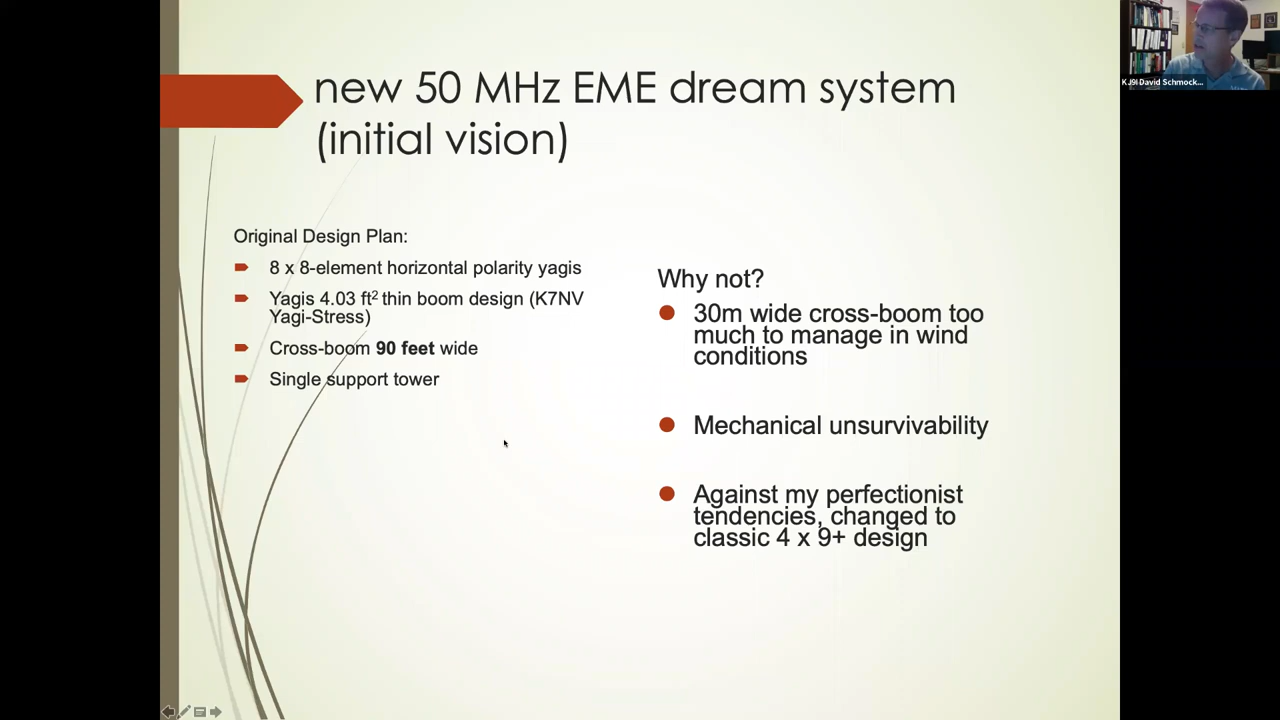 new 50 MHz EME dream system
(initial vision)
Original Design Plan:
8 x 8-element horizontal polarity yagis
Yagis 4.03 ft² thin boom design (K7NV
Yagi-Stress)
Cross-boom 90 feet wide
Single support tower
Why not?
30m wide cross-boom too
much to manage in wind
conditions
Mechanical unsurvivability
Against my perfectionist
tendencies, changed to
classic 4 x 9+ design
KJ9I David Schmock...